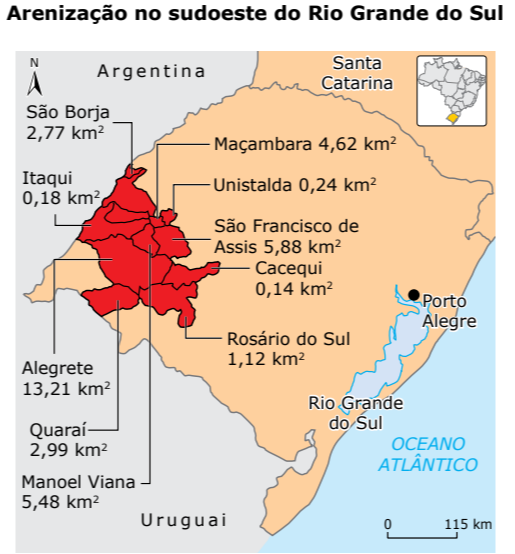 Arenização no sudoeste do Rio Grande do Sul
N
Argentina
Santa
Catarina
São Borja
2,77 km²
Maçambara 4,62 km²
Itaqui
0,18 km²
Unistalda 0,24 km²
São Francisco de
Assis 5,88 km²
Cacequi
0,14 km²
Porto
Alegre
Rosário do Sul
1,12 km²
Alegrete
13,21 km²
Rio Grande
do Sul
Quaraí
2,99 km²
OCEANO
ATLÂNTICO
Manoel Viana
5,48 km²
Uruguai
0 115 km